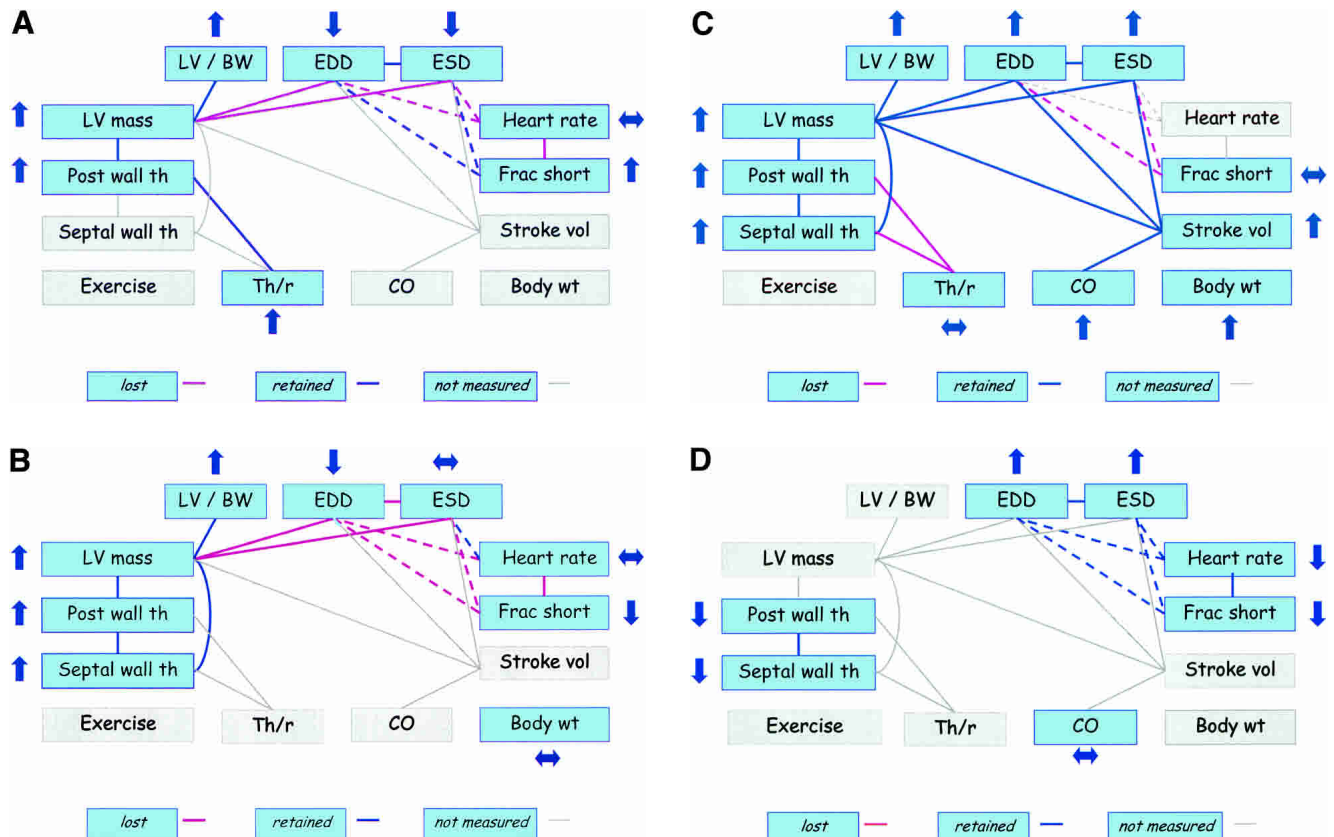 A
LV / BW
EDD
ESD
LV mass
Heart rate
Post wall th
Frac short
Septal wall th
Stroke vol
Exercise
Th/r
CO
Body wt
lost
retained
not measured
C
LV / BW
EDD
ESD
LV mass
Heart rate
Post wall th
Frac short
Septal wall th
Stroke vol
Exercise
Th/r
CO
Body wt
lost
retained
not measured
B
LV / BW
EDD
ESD
LV mass
Heart rate
Post wall th
Frac short
Septal wall th
Stroke vol
Exercise
Th/r
CO
Body wt
lost
retained
not measured
D
LV / BW
EDD
ESD
LV mass
Heart rate
Post wall th
Frac short
Septal wall th
Stroke vol
Exercise
Th/r
CO
Body wt
lost
retained
not measured